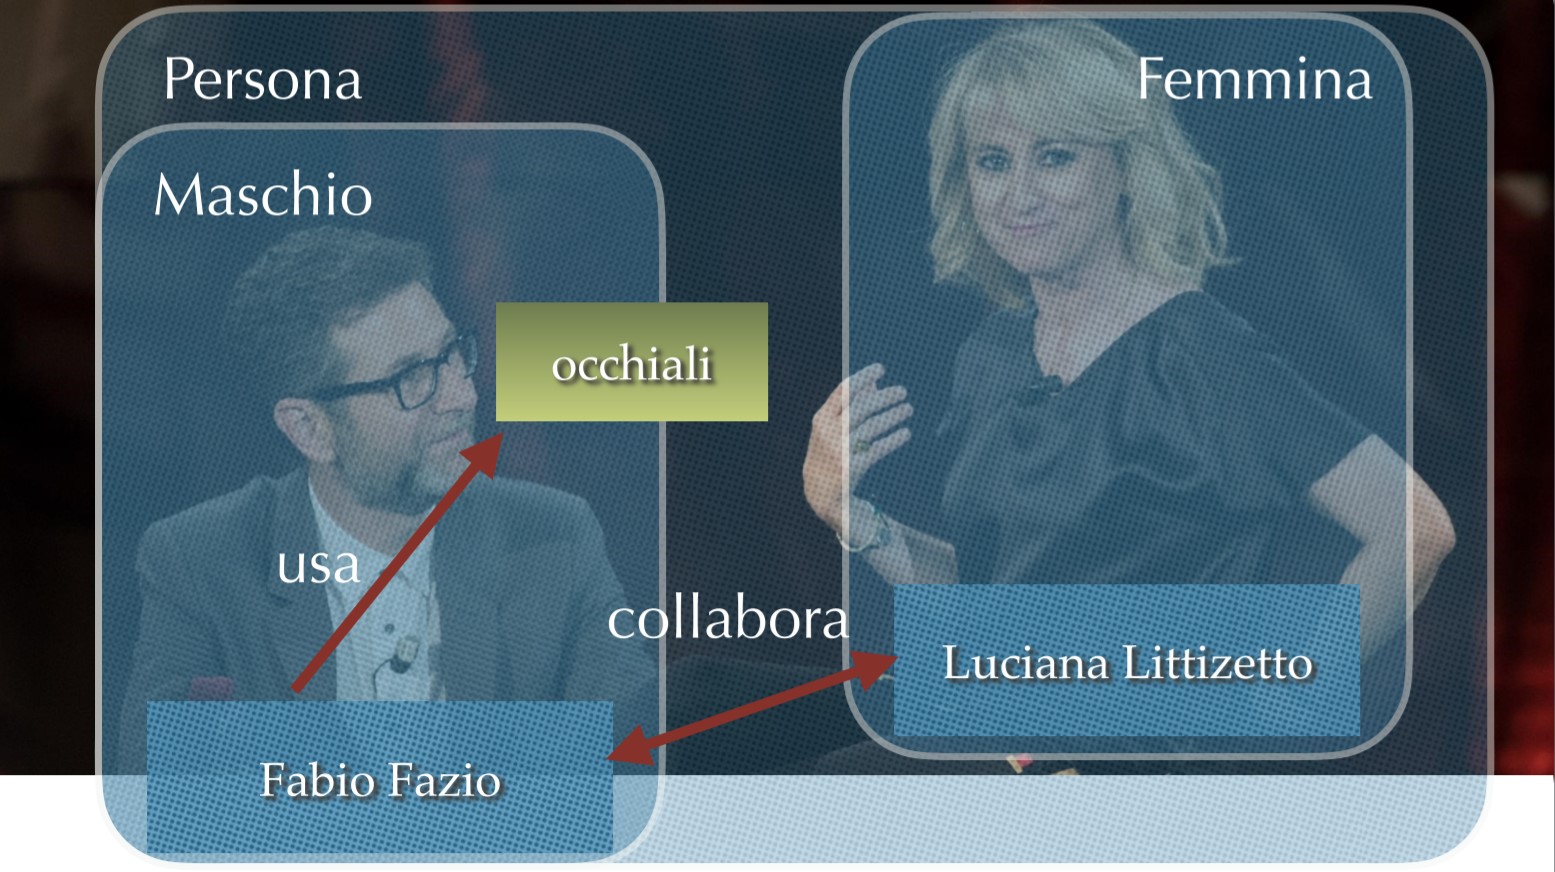 Persona
Femmina
Maschio
occhiali
usa
collabora
Luciana Littizetto
Fabio Fazio